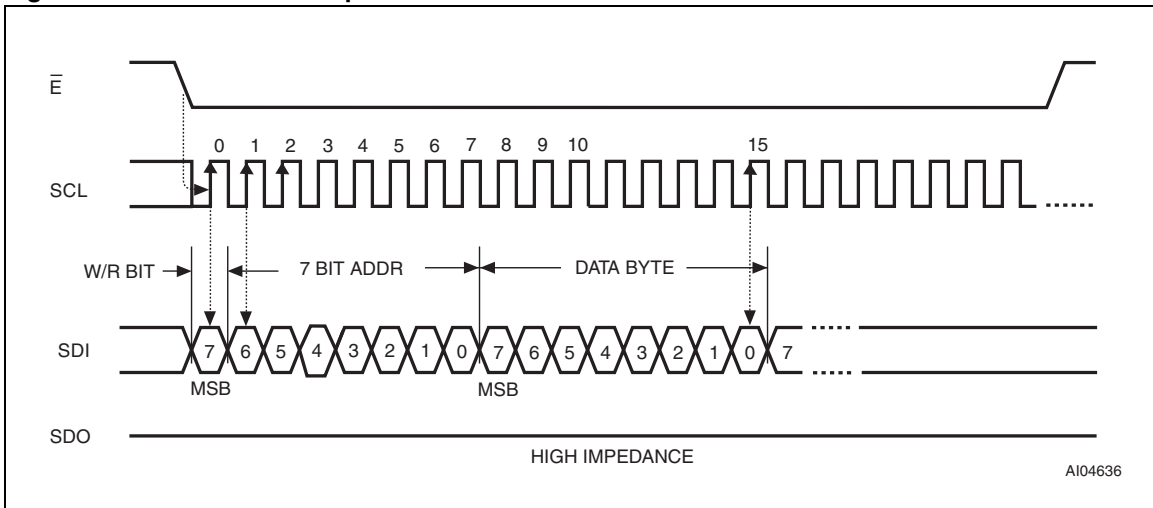 E̅
0 1 2 3 4 5 6 7 8 9 10 15
SCL
W/R BIT 7 BIT ADDR DATA BYTE
SDI 7 6 5 4 3 2 1 0 7 6 5 4 3 2 1 0 7
MSB MSB
SDO
HIGH IMPEDANCE
AI04636